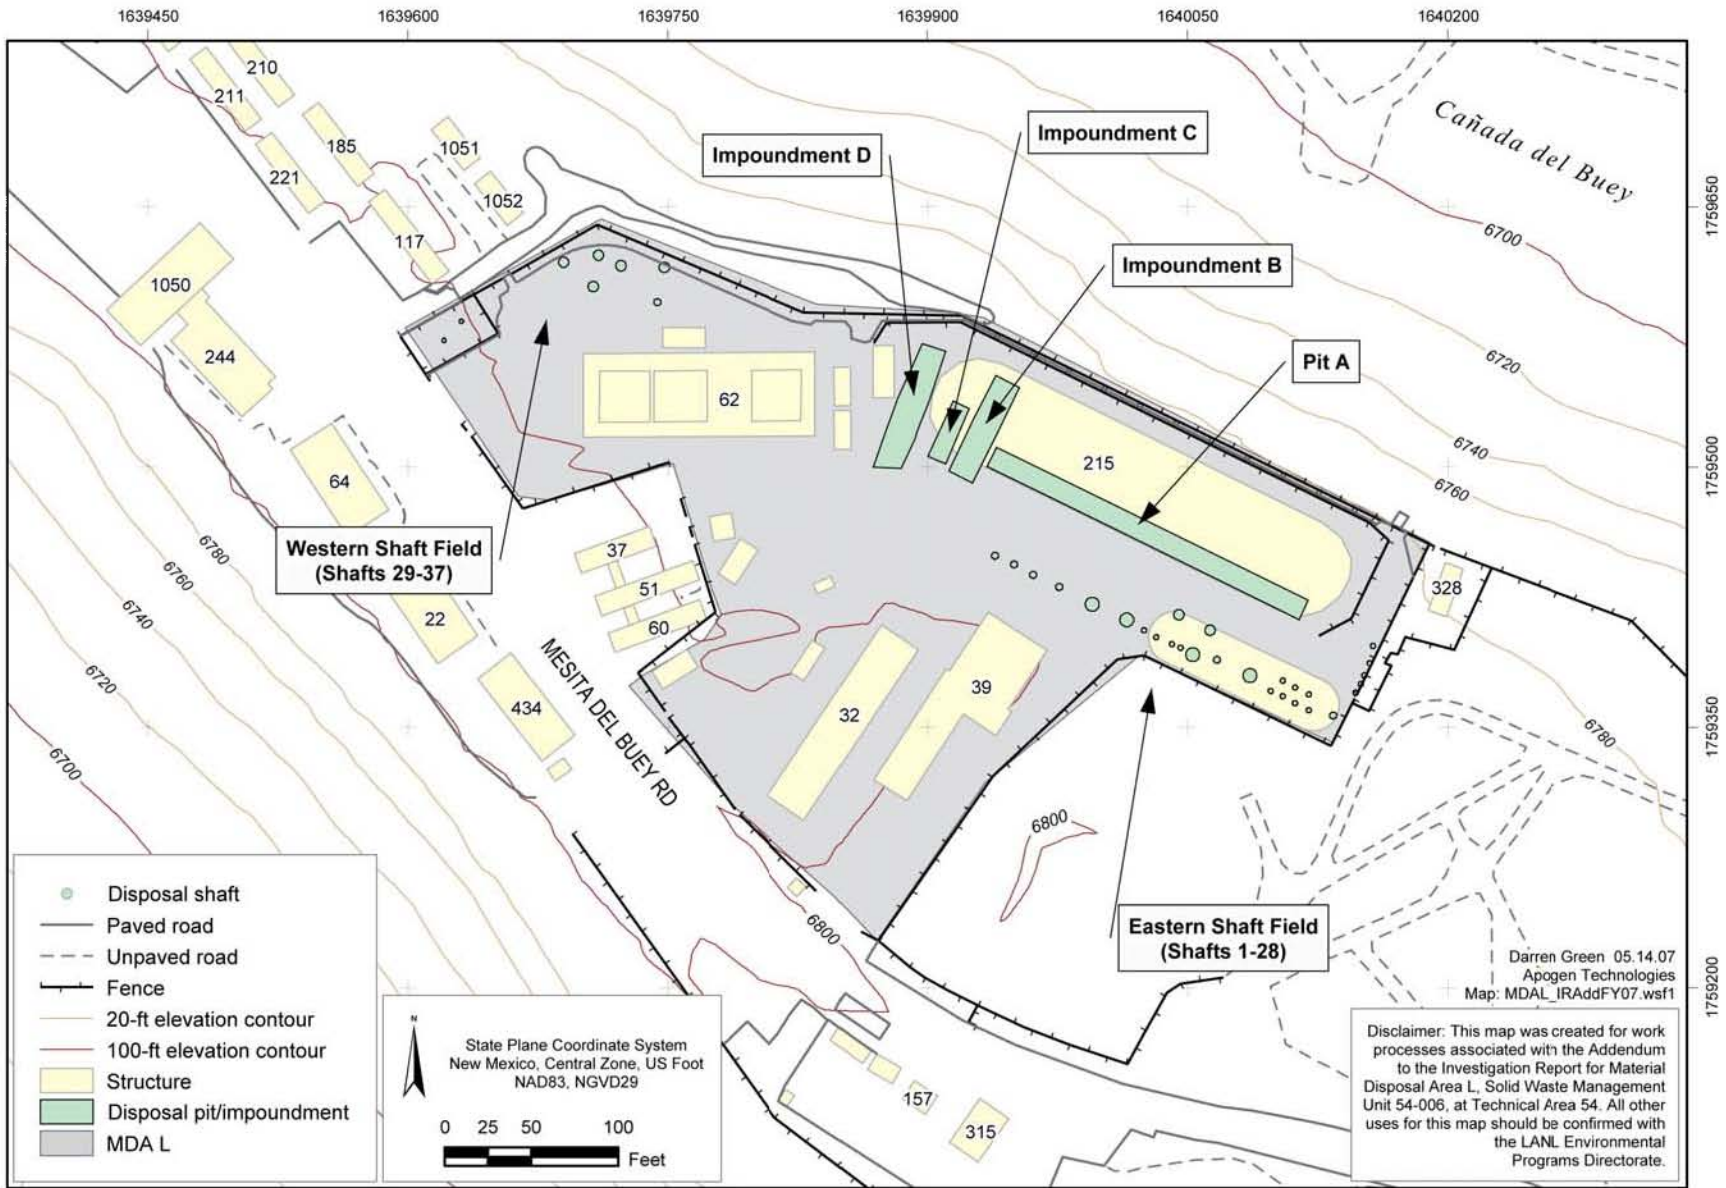 1639450
1639600
1639750
1639900
1640050
1640200
210
211
185
221
117
1051
1052
Impoundment D
Impoundment C
Impoundment B
Pit A
Cañada del Buey
6700
6720
6740
6760
1759650
1759500
1759350
1759200
1050
244
64
62
215
Western Shaft Field
(Shafts 29-37)
37
51
60
22
434
328
32
39
MESITA DEL BUEY RD
6780
6760
6740
6720
6700
6780
6800
6800
Eastern Shaft Field
(Shafts 1-28)
157
315
Disposal shaft
Paved road
Unpaved road
Fence
20-ft elevation contour
100-ft elevation contour
Structure
Disposal pit/impoundment
MDA L
N
State Plane Coordinate System
New Mexico, Central Zone, US Foot
NAD83, NGVD29
0 25 50 100
Feet
Darren Green 05.14.07
Apogen Technologies
Map: MDAL_IRAddFY07.wsf1
Disclaimer: This map was created for work
processes associated with the Addendum
to the Investigation Report for Material
Disposal Area L, Solid Waste Management
Unit 54-006, at Technical Area 54. All other
uses for this map should be confirmed with
the LANL Environmental
Programs Directorate.